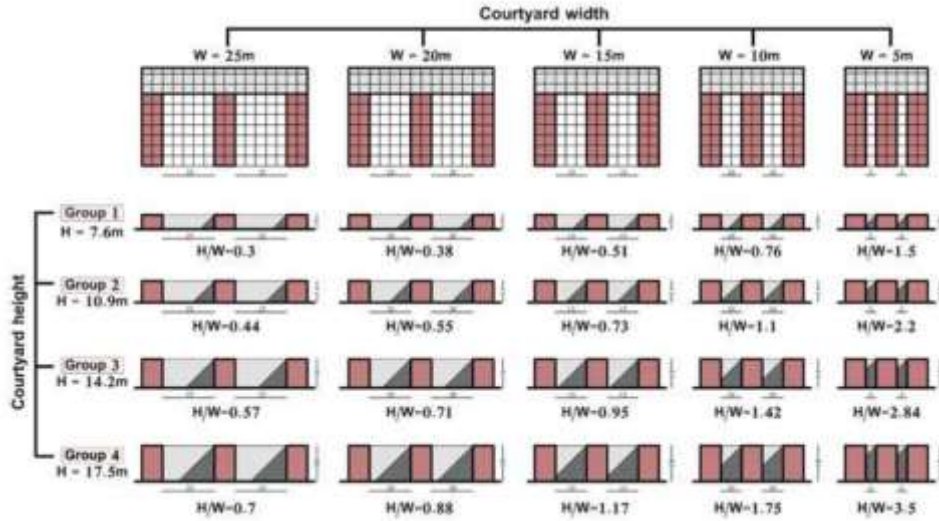 Courtyard width
W - 25m
W - 20m
W - 15m
W - 10m
W - 5m
Courtyard height
Group 1
H - 7.6m
H/W=0.3
H/W=0.38
H/W=0.51
H/W=0.76
H/W=1.5
Group 2
H - 10.9m
H/W=0.44
H/W=0.55
H/W=0.73
H/W=1.1
H/W=2.2
Group 3
H - 14.2m
H/W=0.57
H/W=0.71
H/W=0.95
H/W=1.42
H/W=2.84
Group 4
H - 17.5m
H/W=0.7
H/W=0.88
H/W=1.17
H/W=1.75
H/W=3.5